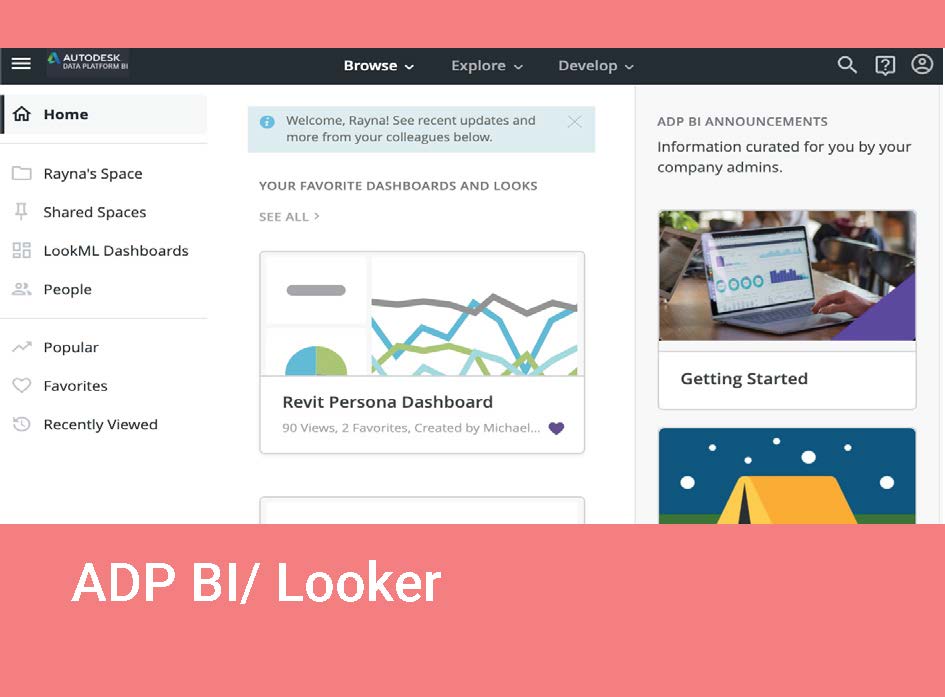 AUTODESK
DATA PLATFORM BI
Browse
Explore
Develop
Home
Rayna's Space
Shared Spaces
LookML Dashboards
People
Popular
Favorites
Recently Viewed
Welcome, Rayna! See recent updates and
more from your colleagues below.
YOUR FAVORITE DASHBOARDS AND LOOKS
SEE ALL >
Revit Persona Dashboard
90 Views, 2 Favorites, Created by Michael...
ADP BI ANNOUNCEMENTS
Information curated for you by your
company admins.
Getting Started
ADP BI/ Looker